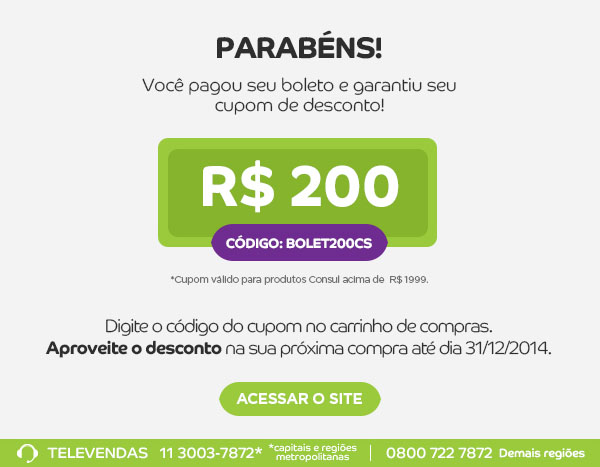 PARABÉNS!
Você pagou seu boleto e garantiu seu
cupom de desconto!
R$ 200
CÓDIGO: BOLET200CS
*Cupom válido para produtos Consul acima de R$ 1999.
Digite o código do cupom no carrinho de compras.
Aproveite o desconto na sua próxima compra até dia 31/12/2014.
ACESSAR O SITE
TELEVENDAS 11 3003-7872* *capitais e regiões
metropolitanas
0800 722 7872 Demais regiões